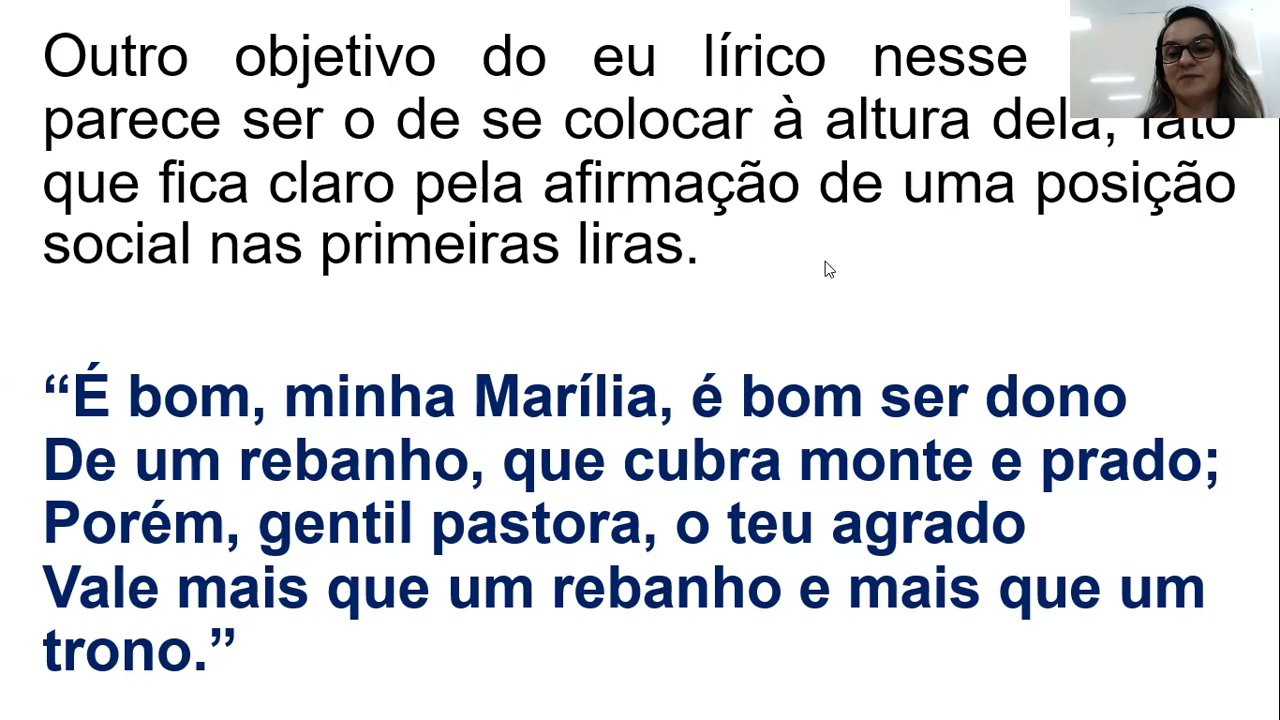 Outro objetivo do eu lírico nesse
parece ser o de se colocar à altura dela, fato
que fica claro pela afirmação de uma posição
social nas primeiras liras.
“É bom, minha Marília, é bom ser dono
De um rebanho, que cubra monte e prado;
Porém, gentil pastora, o teu agrado
Vale mais que um rebanho e mais que um
trono.”